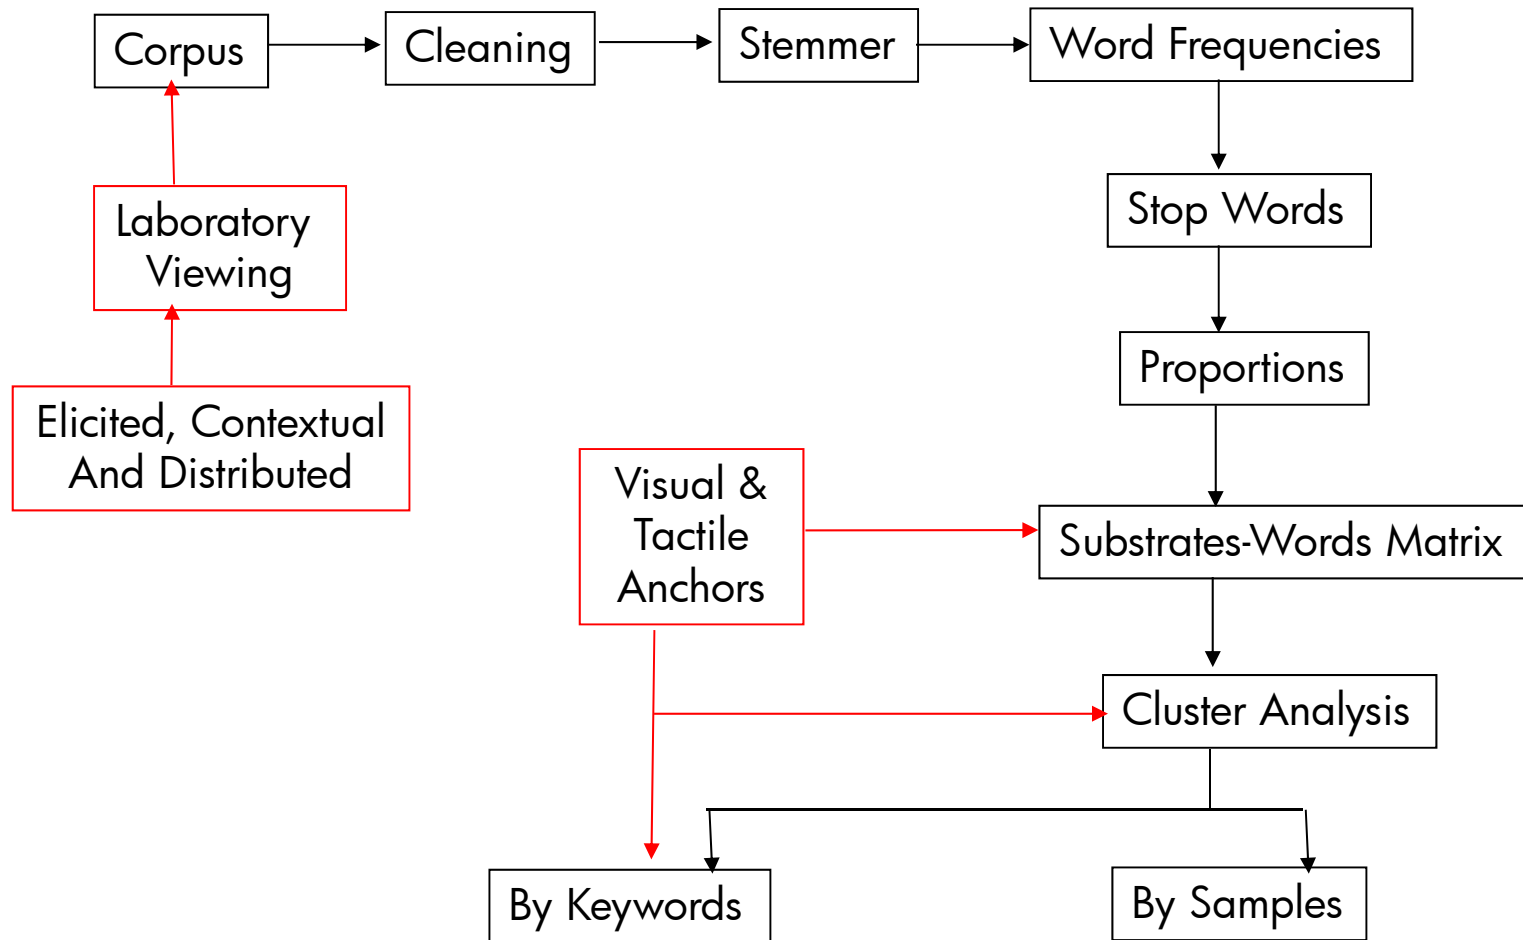 Corpus
Cleaning
Stemmer
Word Frequencies
Laboratory
Viewing
Stop Words
Proportions
Elicited, Contextual
And Distributed
Visual &
Tactile
Anchors
Substrates-Words Matrix
Cluster Analysis
By Keywords
By Samples